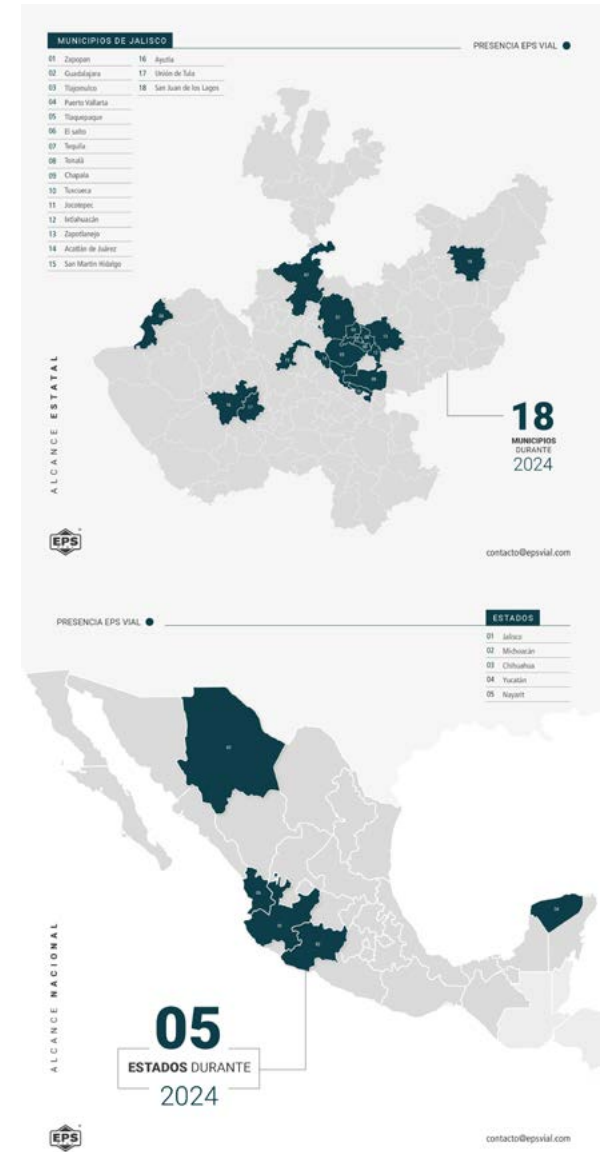 MUNICIPIOS DE JALISCO
PRESENCIA EPS VIAL
01 Zapopan
02 Guadalajara
03 Tlajomulco
04 Puerto Vallarta
05 Tlaquepaque
06 El salto
07 Tequila
08 Tonalá
09 Chapala
10 Tuxcueca
11 Jocotepec
12 Ixtlahuacán
13 Zapotlanejo
14 Acatlán de Juárez
15 San Martín Hidalgo
16 Ayutla
17 Unión de Tula
18 San Juan de los Lagos
ALCANCE ESTATAL
18
MUNICIPIOS
DURANTE
2024
EPS
contacto@epsvial.com
PRESENCIA EPS VIAL
ESTADOS
01 Jalisco
02 Michoacán
03 Chihuahua
04 Yucatán
05 Nayarit
ALCANCE NACIONAL
05
ESTADOS DURANTE
2024
EPS
contacto@epsvial.com